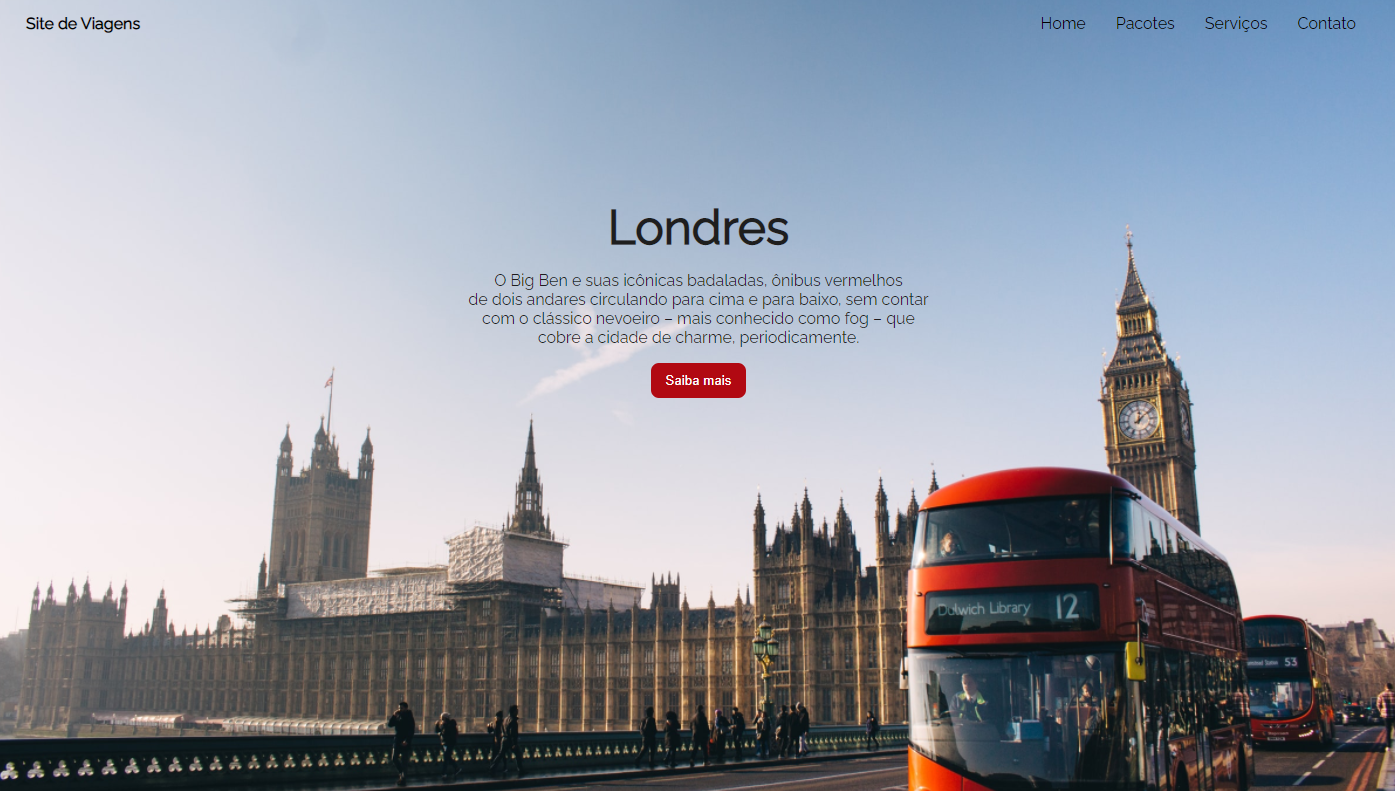 Site de Viagens
Home Pacotes Serviços Contato
Londres
O Big Ben e suas icônicas badaladas, ônibus vermelhos
de dois andares circulando para cima e para baixo, sem contar
com o clássico nevoeiro – mais conhecido como fog – que
cobre a cidade de charme, periodicamente.
Saiba mais
Dulwich Library 12
53